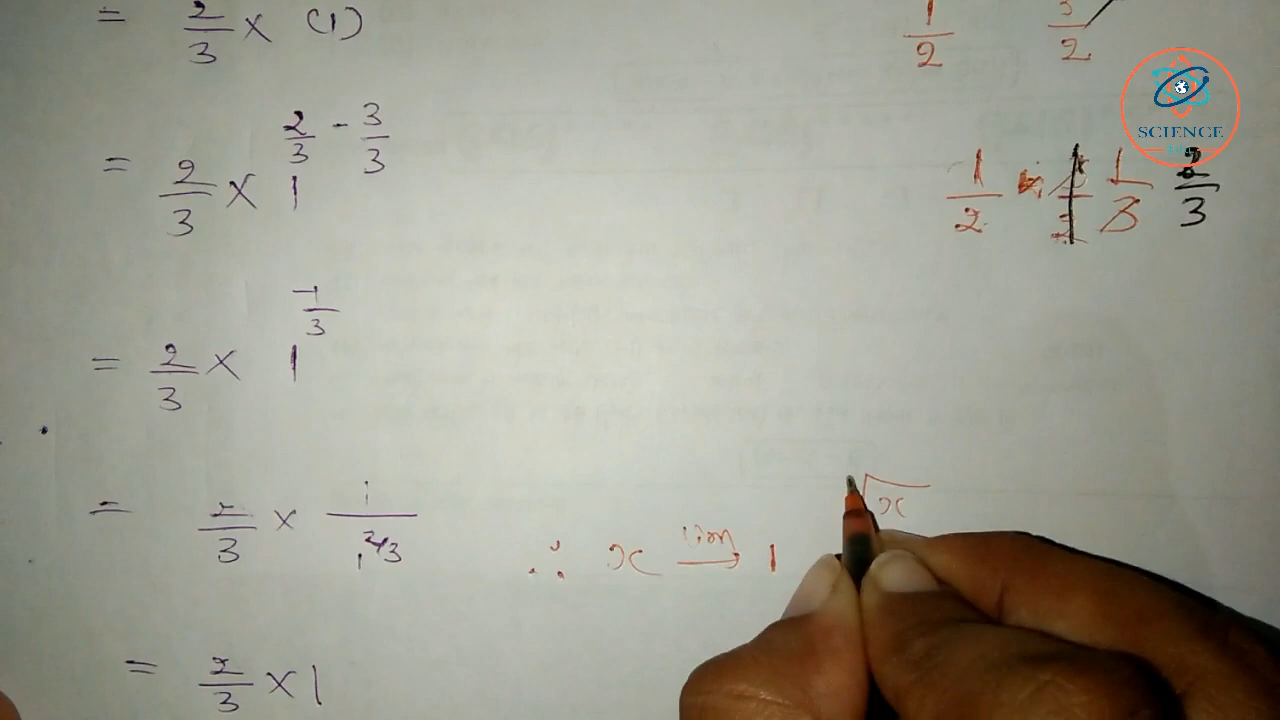 = 2/3 × (1)
1/2 3/2
SCIENCE
= 2/3 × 1^(2/3 - 3/3)
1/2 1/3 2/3
= 2/3 × 1^(-1/3)
√x
= 2/3 × 1/1^(2/3)
∴ x lim→ 1
= 2/3 × 1